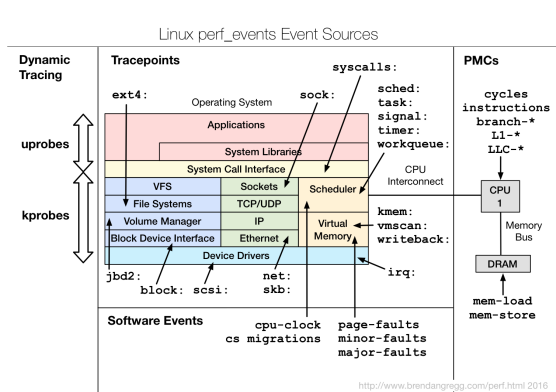 Linux perf_events Event Sources
Dynamic
Tracing
uprobes
kprobes
Tracepoints
syscalls:
ext4:
Operating System
sock:
sched:
task:
signal:
timer:
workqueue:
Applications
System Libraries
System Call Interface
VFS
Sockets
Scheduler
File Systems
TCP/UDP
Volume Manager
IP
Virtual
Memory
Block Device Interface
Ethernet
Device Drivers
CPU
Interconnect
kmem:
vmscan:
writeback:
irq:
jbd2:
block:
scsi:
net:
skb:
Software Events
cpu-clock
cs migrations
page-faults
minor-faults
major-faults
PMCs
cycles
instructions
branch-*
L1-*
LLC-*
CPU
1
Memory
Bus
DRAM
mem-load
mem-store
http://www.brendangregg.com/perf.html 2016